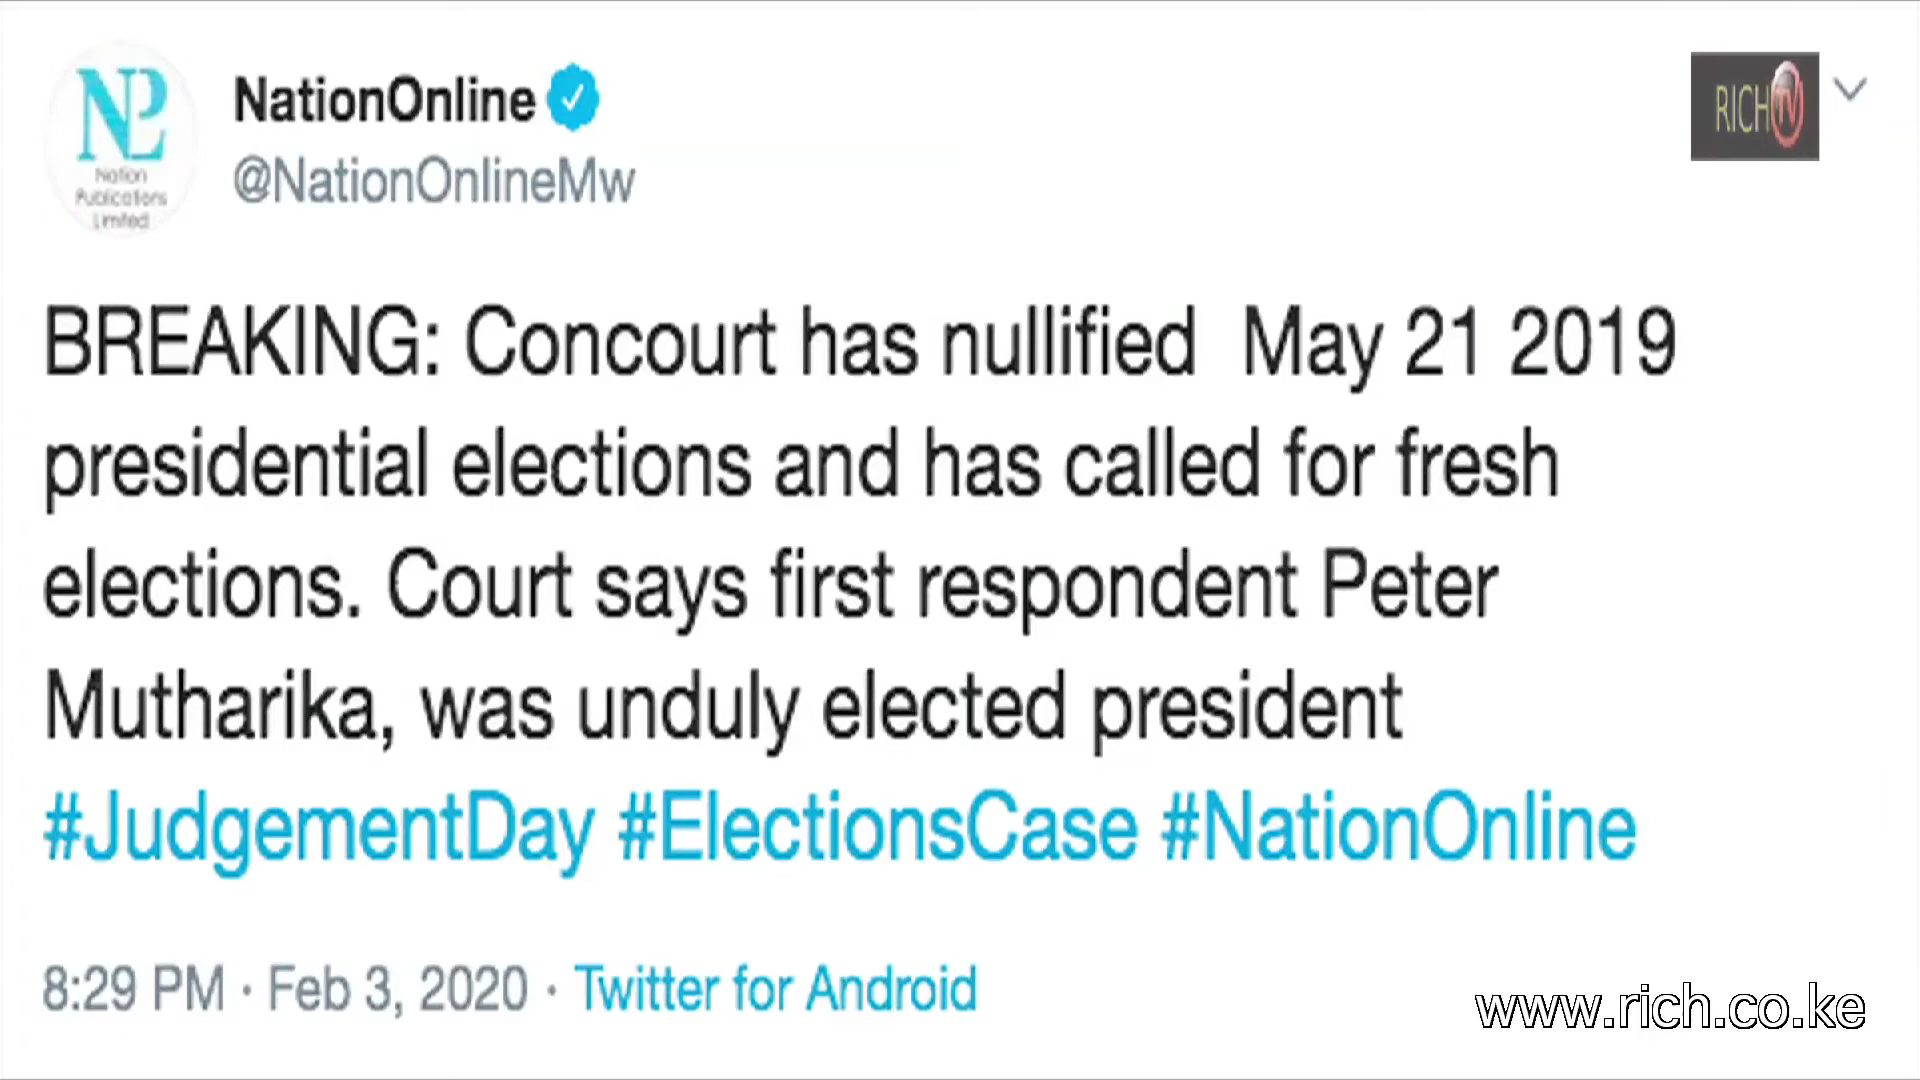 NationOnline
@NationOnlineMw
NP
Nation
Publications
Limited
RICH TV
BREAKING: Concourt has nullified  May 21 2019
presidential elections and has called for fresh
elections. Court says first respondent Peter
Mutharika, was unduly elected president
#JudgementDay #ElectionsCase #NationOnline
8:29 PM · Feb 3, 2020 · Twitter for Android
www.rich.co.ke